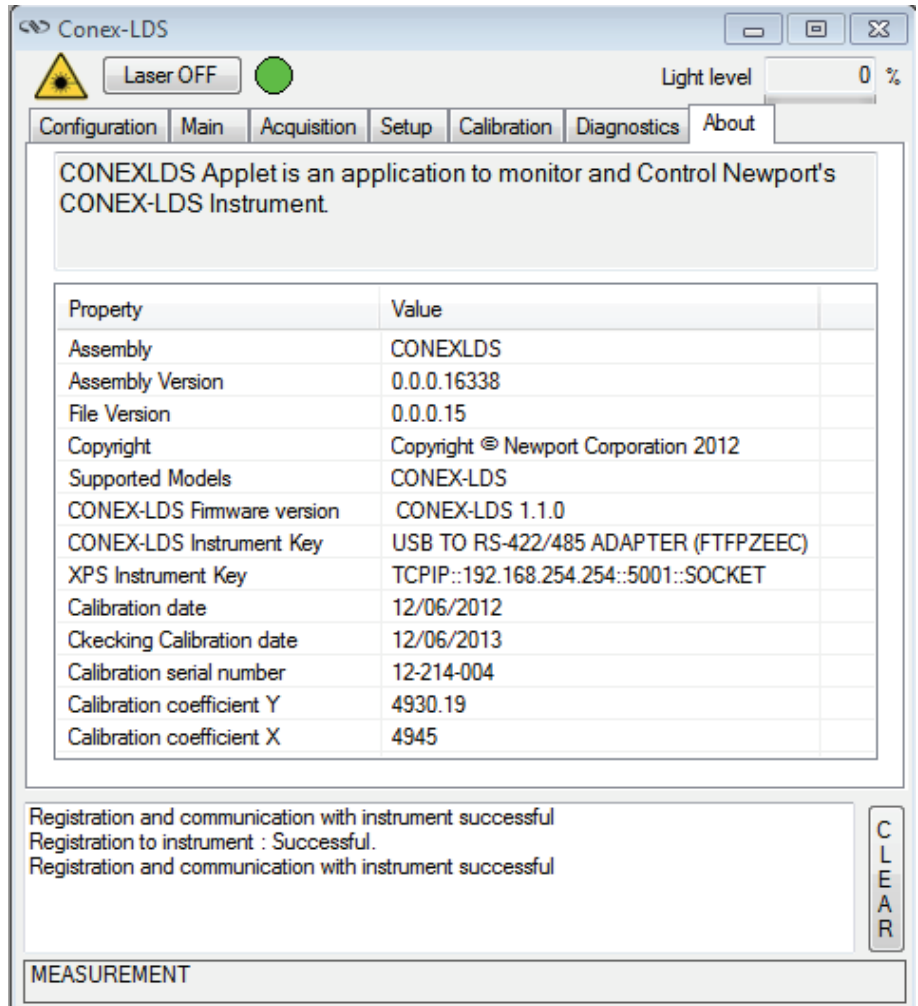 Conex-LDS
Laser OFF
Light level 0 %
Configuration Main Acquisition Setup Calibration Diagnostics About
CONEXLDS Applet is an application to monitor and Control Newport's
CONEX-LDS Instrument.
Property Value
Assembly CONEXLDS
Assembly Version 0.0.0.16338
File Version 0.0.0.15
Copyright Copyright © Newport Corporation 2012
Supported Models CONEX-LDS
CONEX-LDS Firmware version CONEX-LDS 1.1.0
CONEX-LDS Instrument Key USB TO RS-422/485 ADAPTER (FTFPZEEC)
XPS Instrument Key TCPIP::192.168.254.254::5001::SOCKET
Calibration date 12/06/2012
Ckecking Calibration date 12/06/2013
Calibration serial number 12-214-004
Calibration coefficient Y 4930.19
Calibration coefficient X 4945
Registration and communication with instrument successful
Registration to instrument : Successful.
Registration and communication with instrument successful
CLEAR
MEASUREMENT